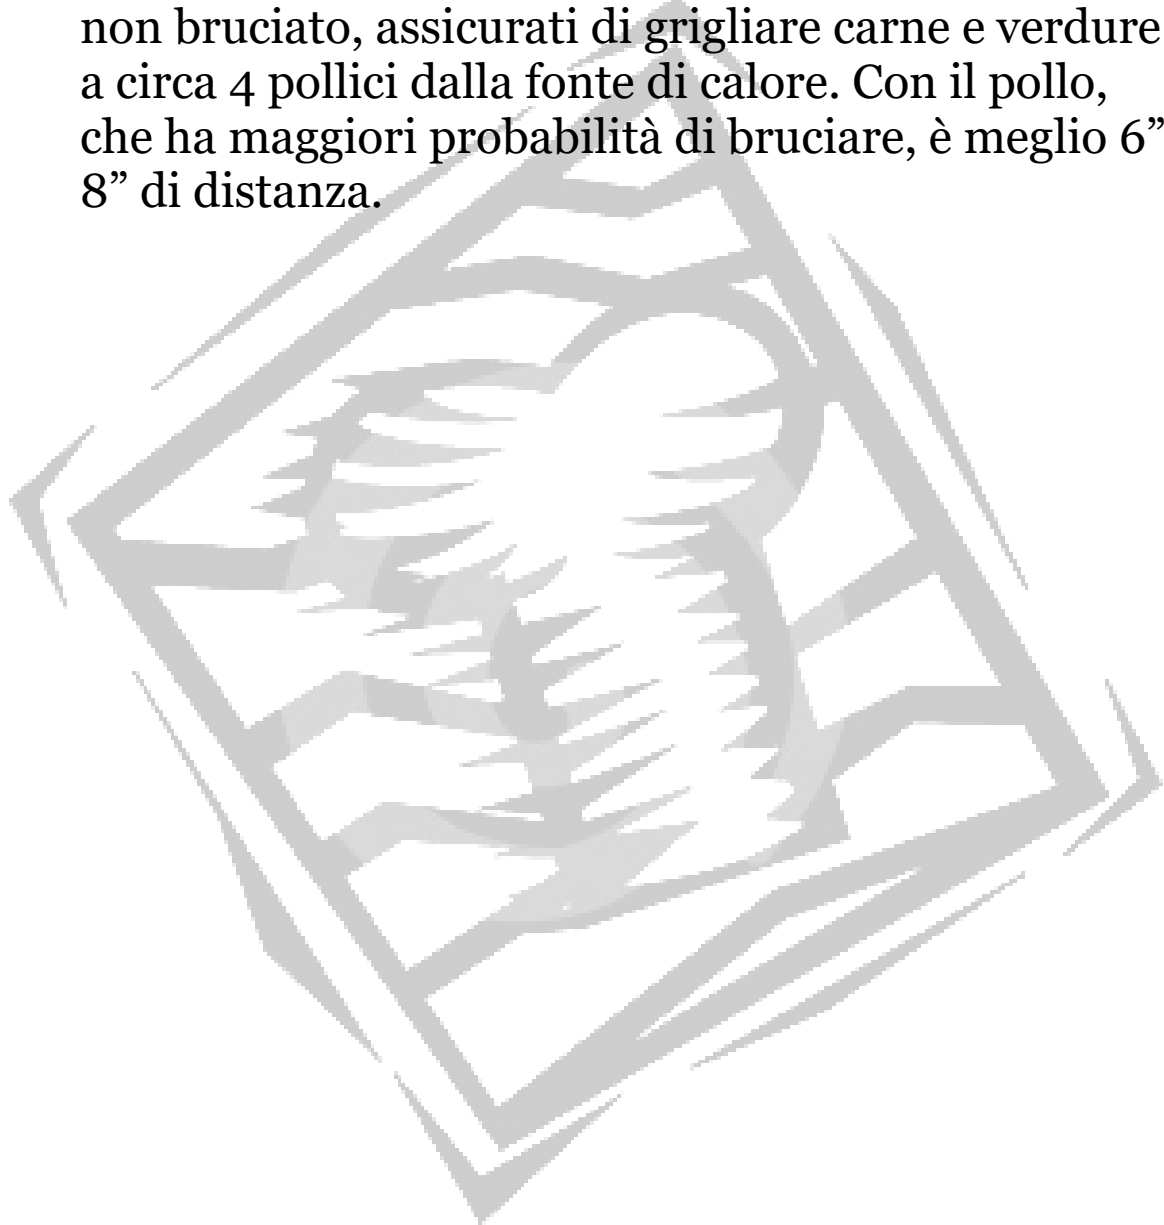 non bruciato, assicurati di grigliare carne e verdure
a circa 4 pollici dalla fonte di calore. Con il pollo,
che ha maggiori probabilità di bruciare, è meglio 6”
8” di distanza.